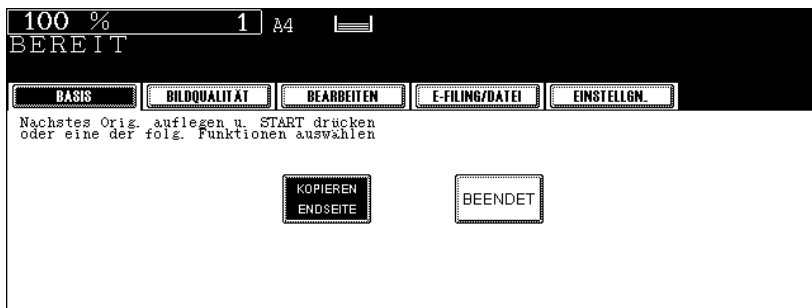 100 % 1 A4
BEREIT
BASIS BILDQUALITÄT BEARBEITEN E-FILING/DATEI EINSTELLGN.
Nachstes Orig. auflegen u. START drücken
oder eine der folg. Funktionen auswählen
KOPIEREN
ENDSEITE
BEENDET